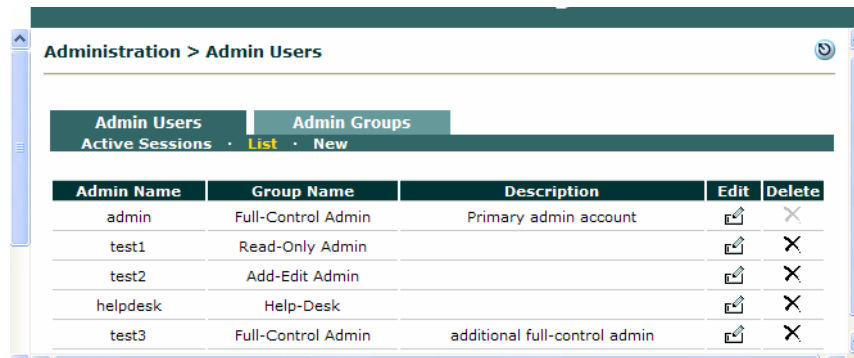 Administration > Admin Users
Admin Users Admin Groups
Active Sessions · List · New
Admin Name Group Name Description Edit Delete
admin Full-Control Admin Primary admin account
test1 Read-Only Admin
test2 Add-Edit Admin
helpdesk Help-Desk
test3 Full-Control Admin additional full-control admin